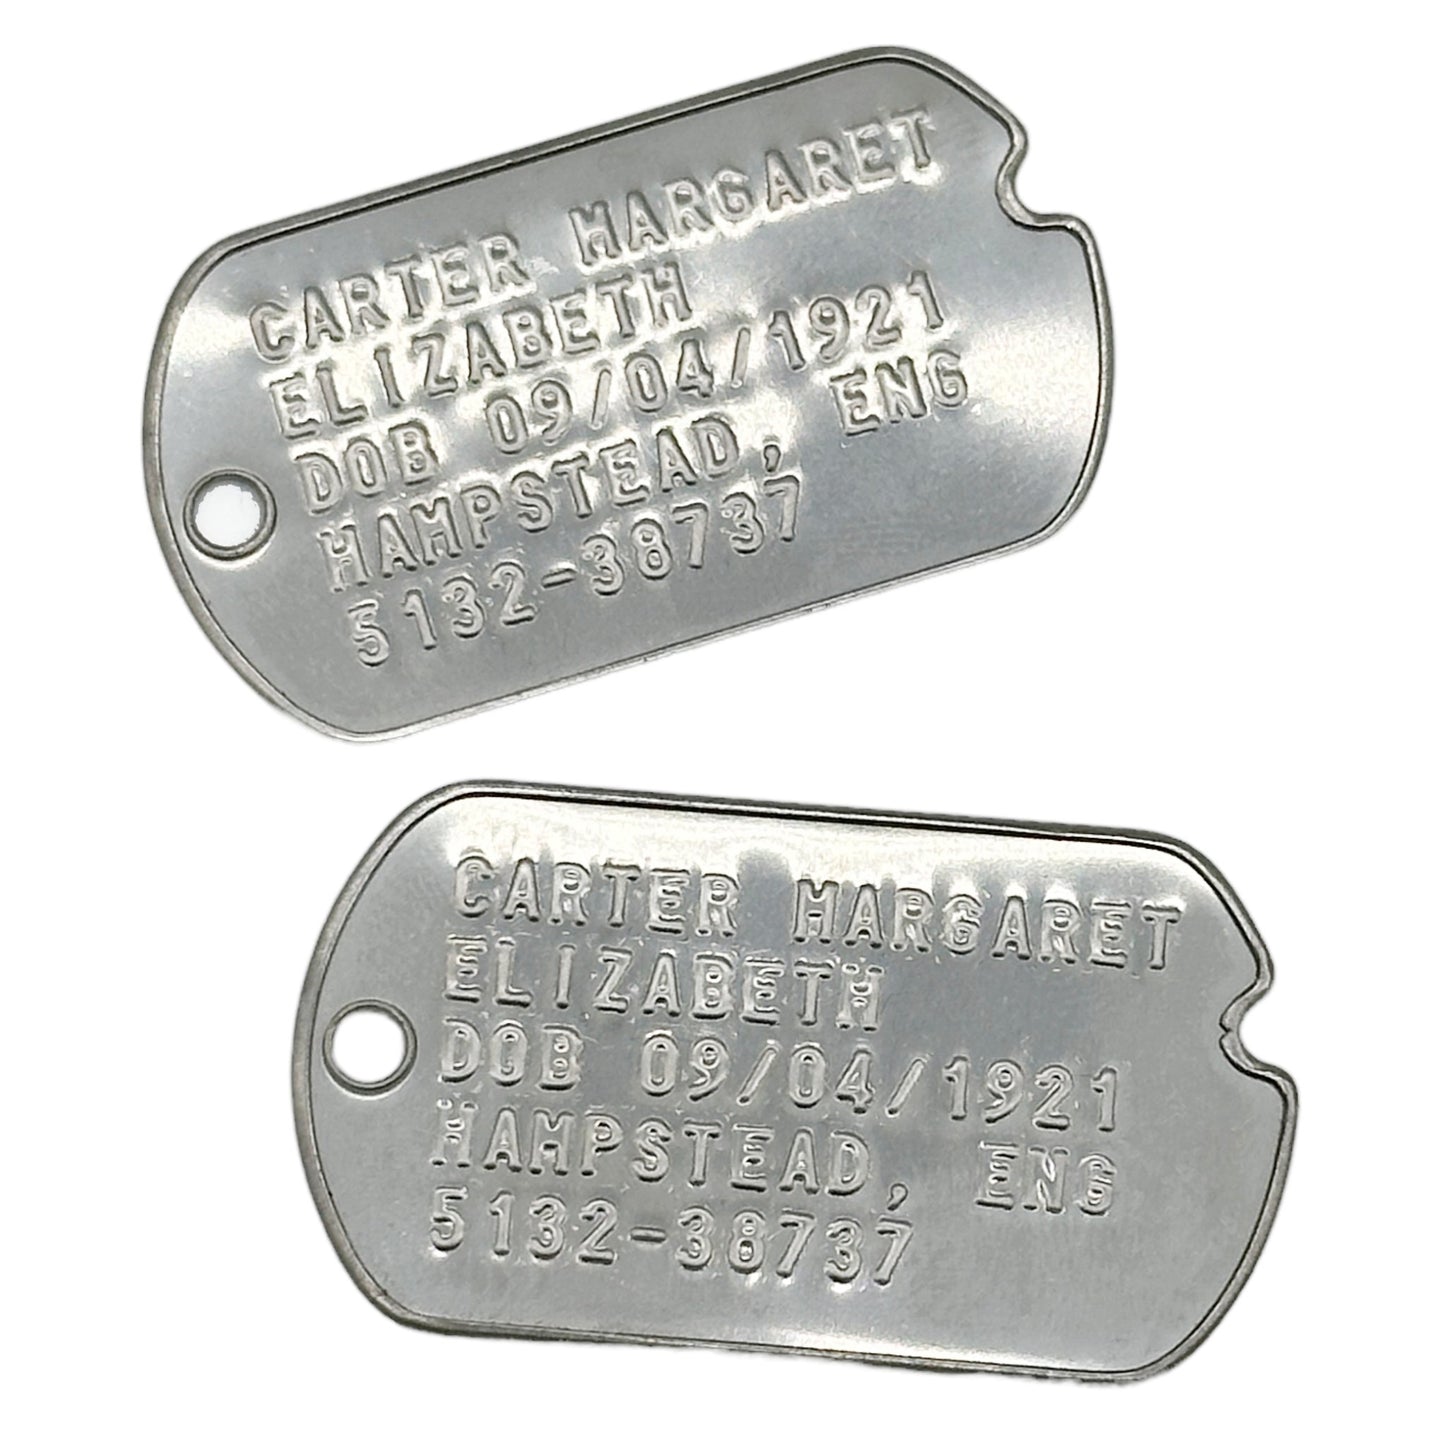 CARTER MARGARET
ELIZABETH
DOB 09/04/1921
HAMPSTEAD, ENG
5132-38737
CARTER MARGARET
ELIZABETH
DOB 09/04/1921
HAMPSTEAD, ENG
5132-38737